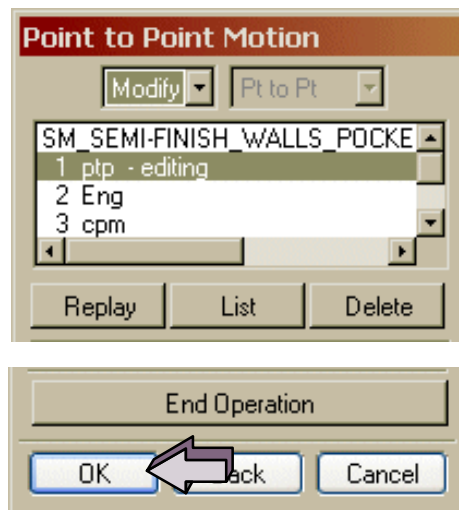 Point to Point Motion
Modify Pt to Pt
SM_SEMI-FINISH_WALLS_POCKE
1 ptp - editing
2 Eng
3 cpm
Replay List Delete
End Operation
OK Cancel